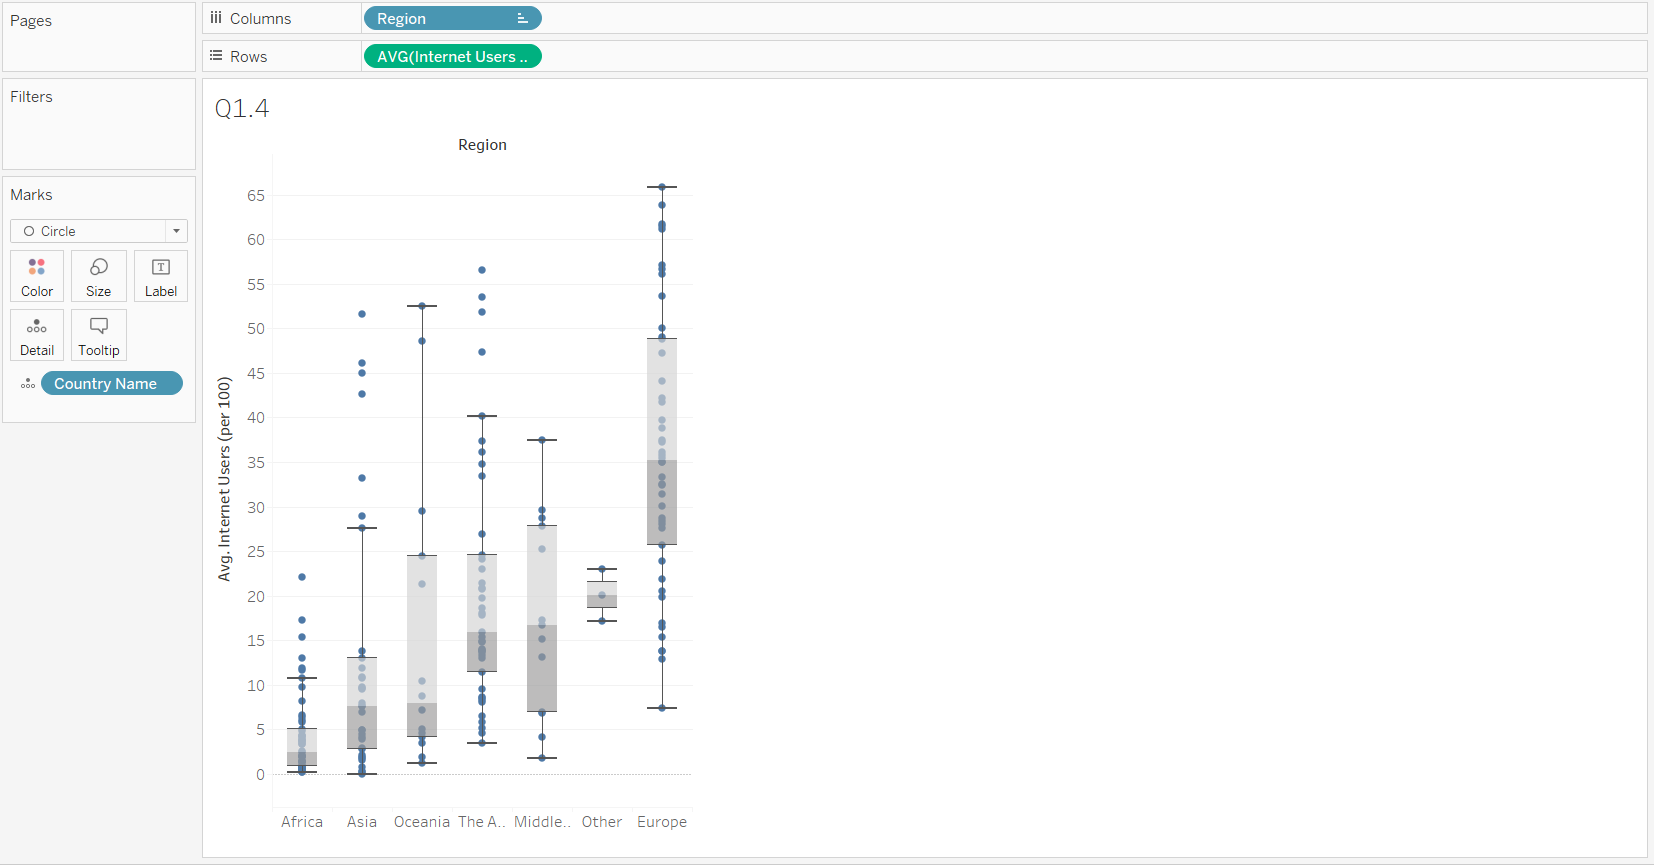 Pages
Columns
Region
Rows
AVG(Internet Users ..
Filters
Marks
Circle
Color
Size
Label
Detail
Tooltip
Country Name
Q1.4
Region
65
60
55
50
45
40
35
30
25
20
15
10
5
0
Avg. Internet Users (per 100)
Africa
Asia
Oceania
The A..
Middle..
Other
Europe